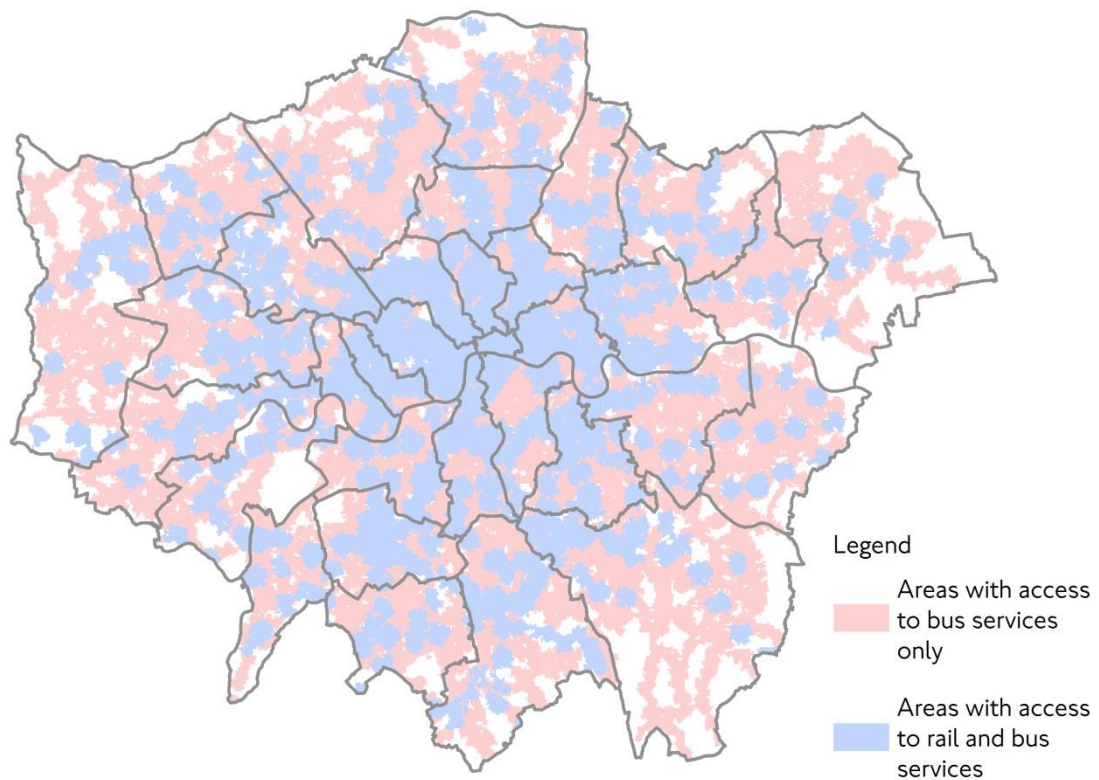 Legend
Areas with access
to bus services
only
Areas with access
to rail and bus
services